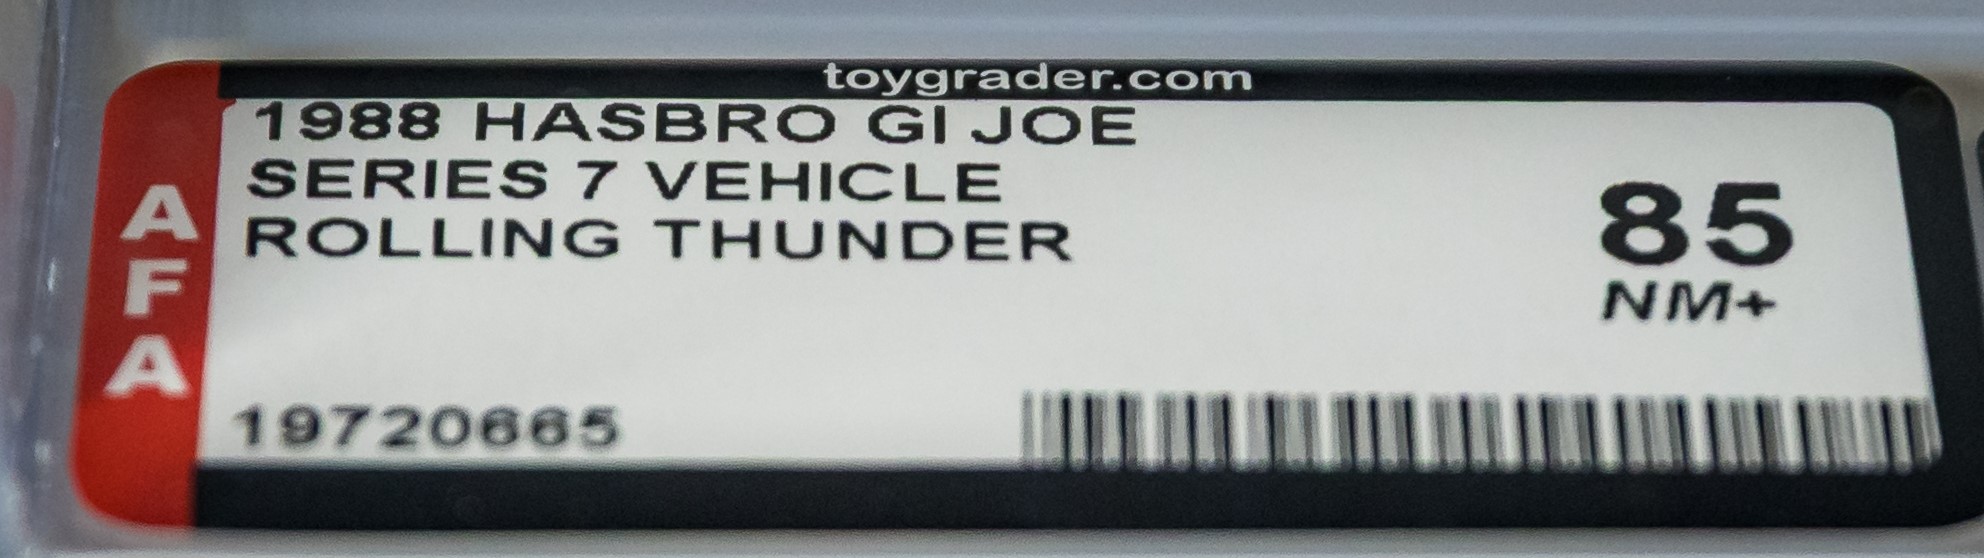 toygrader.com
1988 HASBRO GI JOE
SERIES 7 VEHICLE
ROLLING THUNDER
85
NM+
AFA
19720665